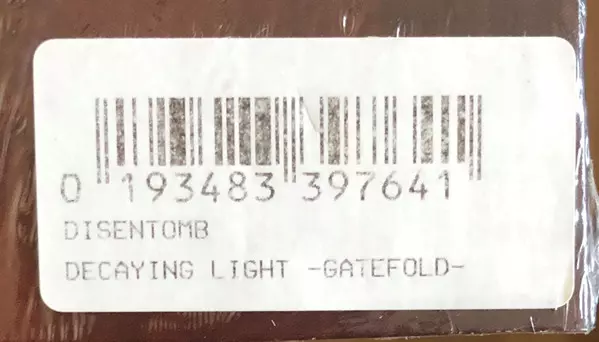 0 193483 397641
DISENTOMB
DECAYING LIGHT -GATEFOLD-